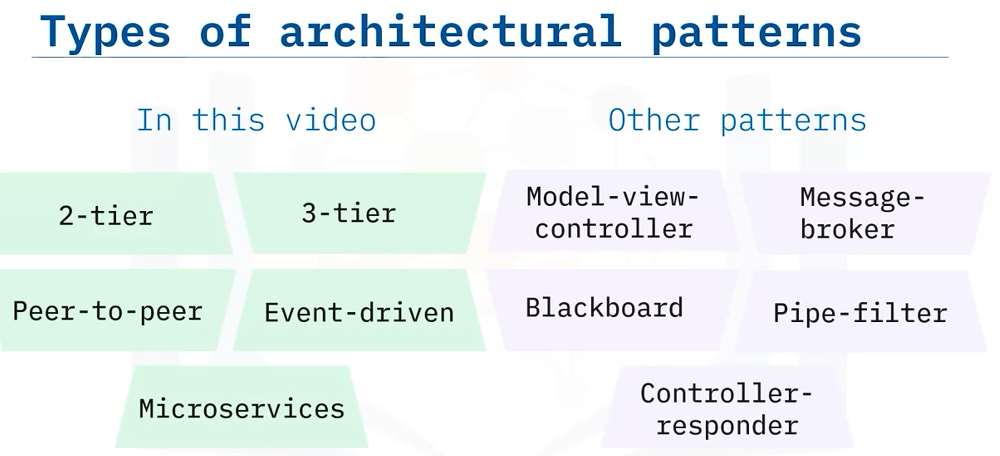 Types of architectural patterns
In this video
2-tier
3-tier
Peer-to-peer
Event-driven
Microservices
Other patterns
Model-view-
controller
Message-
broker
Blackboard
Pipe-filter
Controller-
responder